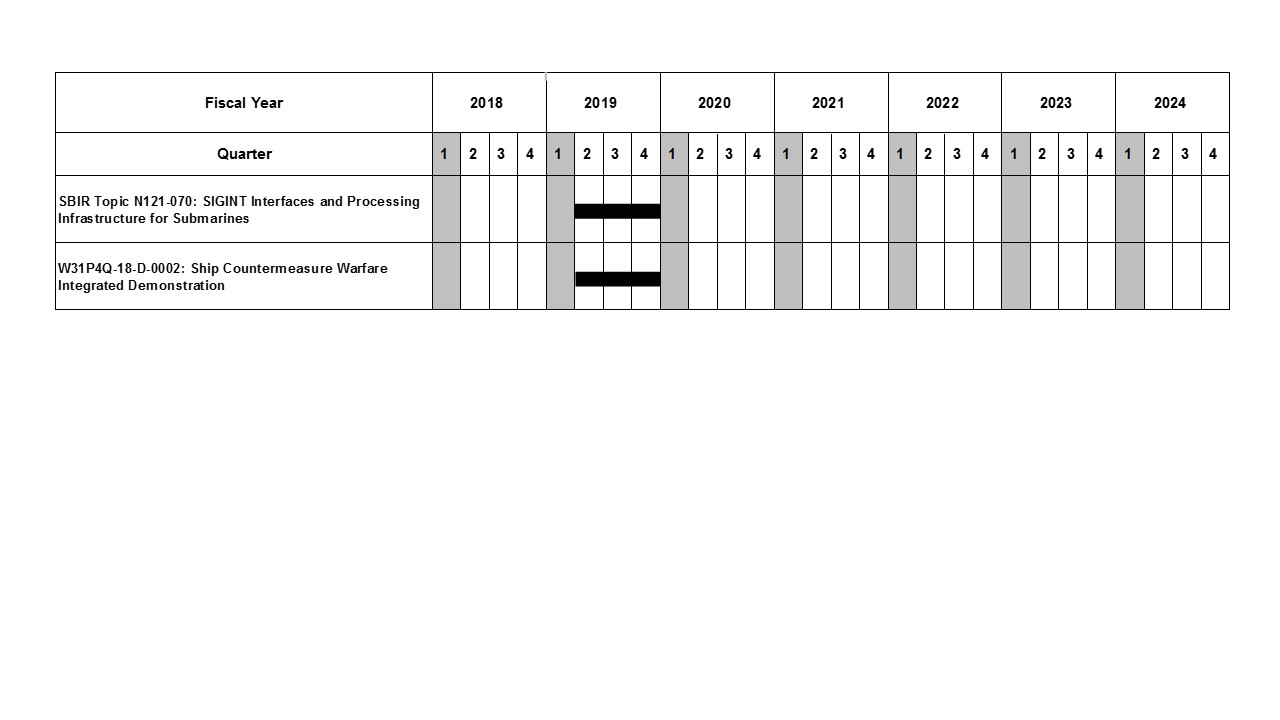 Fiscal Year 2018 2019 2020 2021 2022 2023 2024
Quarter 1 2 3 4 1 2 3 4 1 2 3 4 1 2 3 4 1 2 3 4 1 2 3 4 1 2 3 4
SBIR Topic N121-070: SIGINT Interfaces and Processing
Infrastructure for Submarines
W31P4Q-18-D-0002: Ship Countermeasure Warfare
Integrated Demonstration